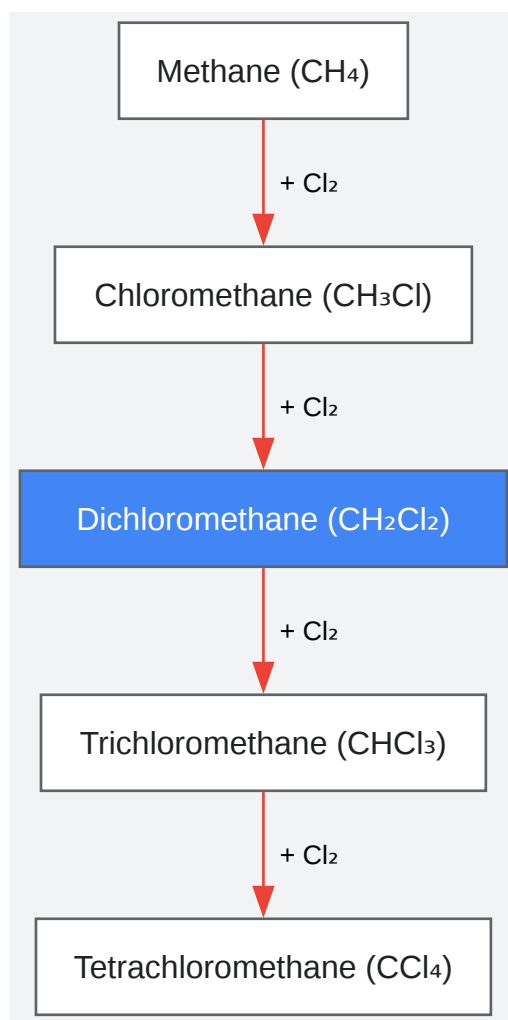 Methane (CH₄)
+ Cl₂
Chloromethane (CH₃Cl)
+ Cl₂
Dichloromethane (CH₂Cl₂)
+ Cl₂
Trichloromethane (CHCl₃)
+ Cl₂
Tetrachloromethane (CCl₄)